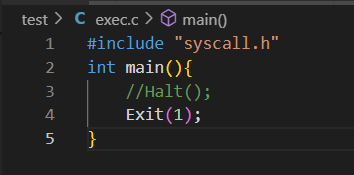 test > C exec.c > main()
1 #include "syscall.h"
2 int main(){
3 //Halt();
4 Exit(1);
5 }